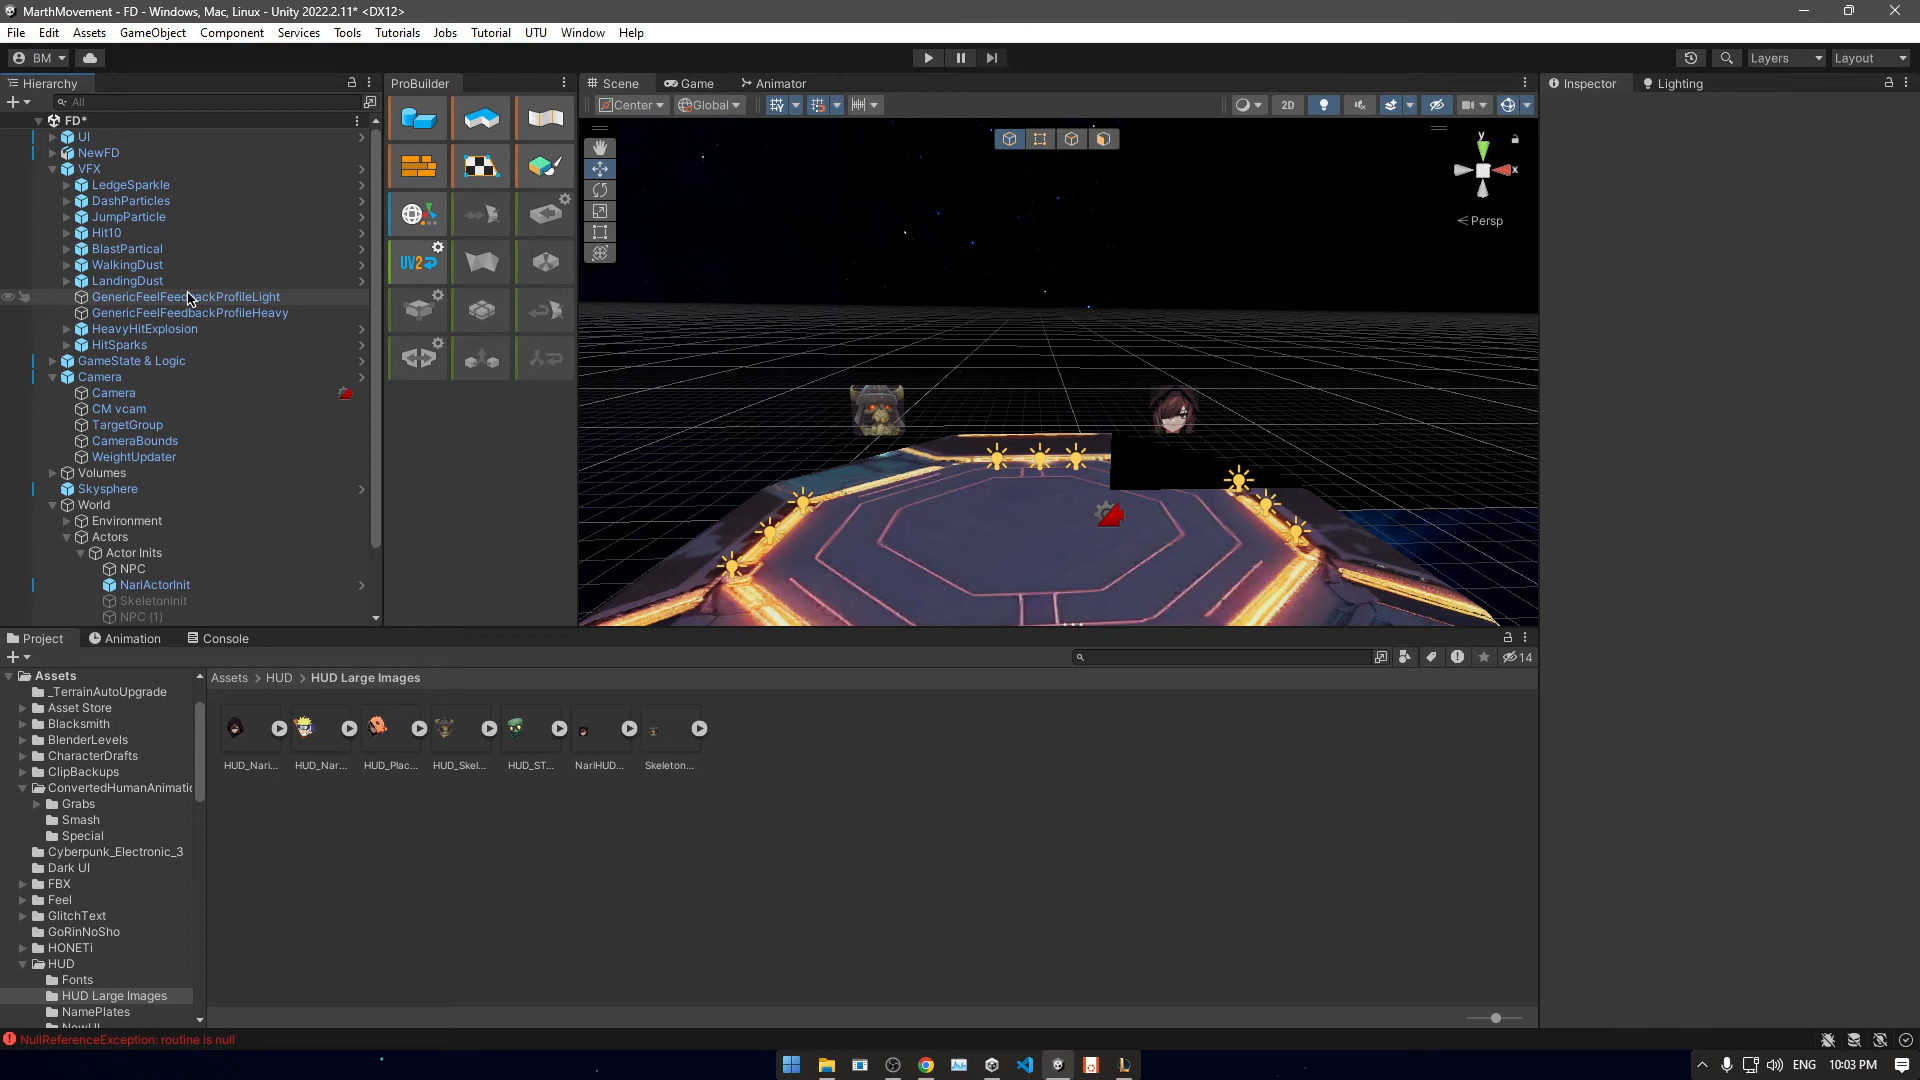 MarthMovement - FD - Windows, Mac, Linux - Unity 2022.2.11* <DX12>
File Edit Assets GameObject Component Services Tools Tutorials Jobs Tutorial UTU Window Help
BM
Layers
Layout
Hierarchy
All
FD*
UI
NewFD
VFX
LedgeSparkle
DashParticles
JumpParticle
Hit10
BlastPartical
WalkingDust
LandingDust
GenericFeelFeedbackProfileLight
GenericFeelFeedbackProfileHeavy
HeavyHitExplosion
HitSparks
GameState & Logic
Camera
Camera
CM vcam
TargetGroup
CameraBounds
WeightUpdater
Volumes
Skysphere
World
Environment
Actors
Actor Inits
NPC
NariActorInit
SkeletonInit
NPC (1)
ProBuilder
UV2
Scene Game Animator
Center Global
2D
y
x
< Persp
Inspector Lighting
Project Animation Console
14
Assets
_TerrainAutoUpgrade
Asset Store
Blacksmith
BlenderLevels
CharacterDrafts
ClipBackups
ConvertedHumanAnimatic
Grabs
Smash
Special
Cyberpunk_Electronic_3
Dark UI
FBX
Feel
GlitchText
GoRinNoSho
HONETi
HUD
Fonts
HUD Large Images
NamePlates
NewUI
Assets > HUD > HUD Large Images
HUD_Nari... HUD_Nar... HUD_Plac... HUD_Skel... HUD_ST... NariHUD... Skeleton...
NullReferenceException: routine is null
ENG 10:03 PM